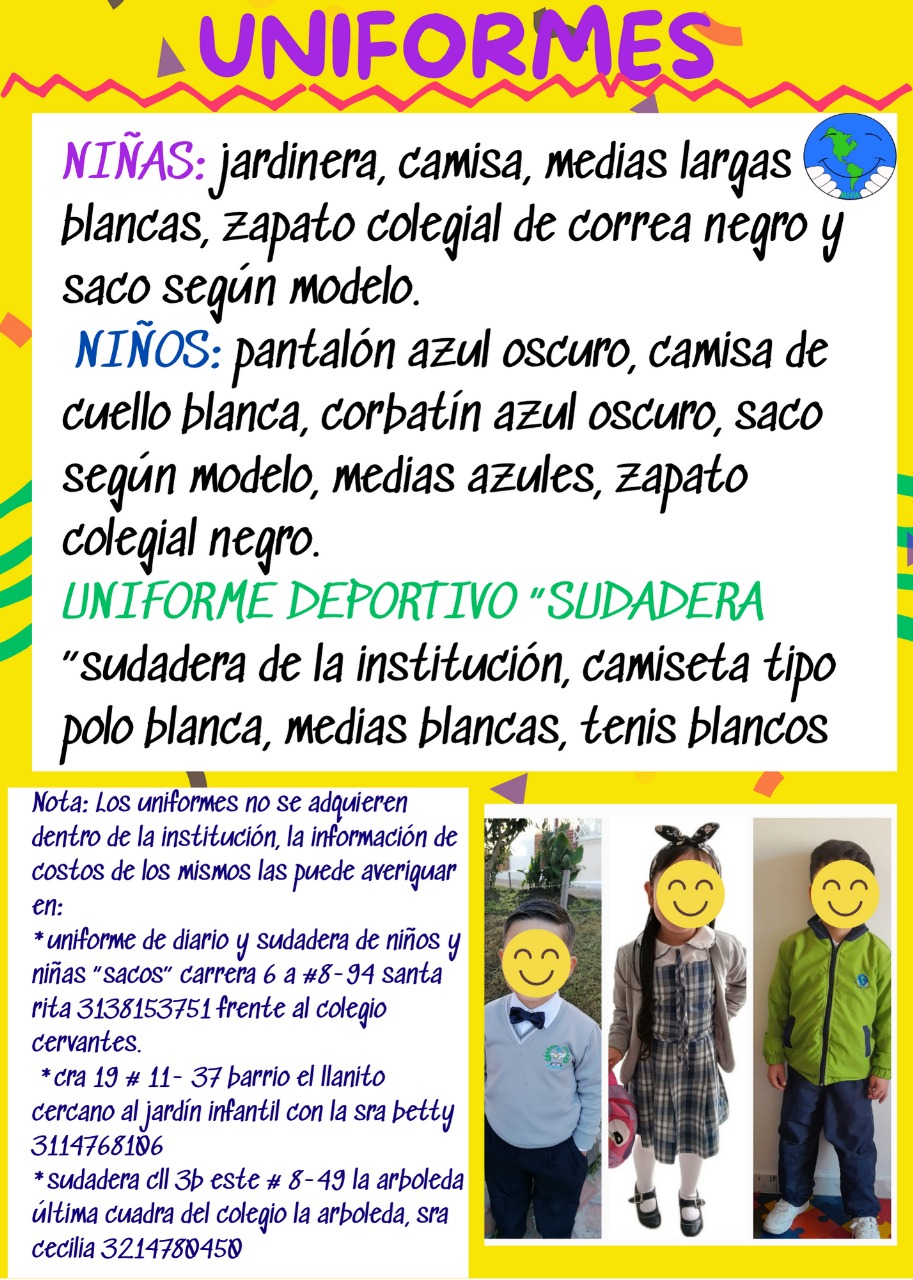 UNIFORMES
NIÑAS: jardinera, camisa, medias largas
blancas, zapato colegial de correa negro y
saco según modelo.
NIÑOS: pantalón azul oscuro, camisa de
cuello blanca, corbatín azul oscuro, saco
según modelo, medias azules, zapato
colegial negro.
UNIFORME DEPORTIVO "SUDADERA
"sudadera de la institución, camiseta tipo
polo blanca, medias blancas, tenis blancos
Nota: Los uniformes no se adquieren
dentro de la institución, la información de
costos de los mismos las puede averiguar
en:
*uniforme de diario y sudadera de niños y
niñas "sacos" carrera 6 a #8-94 santa
rita 3138153751 frente al colegio
cervantes.
*cra 19 # 11- 37 barrio el llanito
cercano al jardín infantil con la sra betty
3114768106
*sudadera cll 3b este # 8-49 la arboleda
última cuadra del colegio la arboleda, sra
cecilia 3214780450